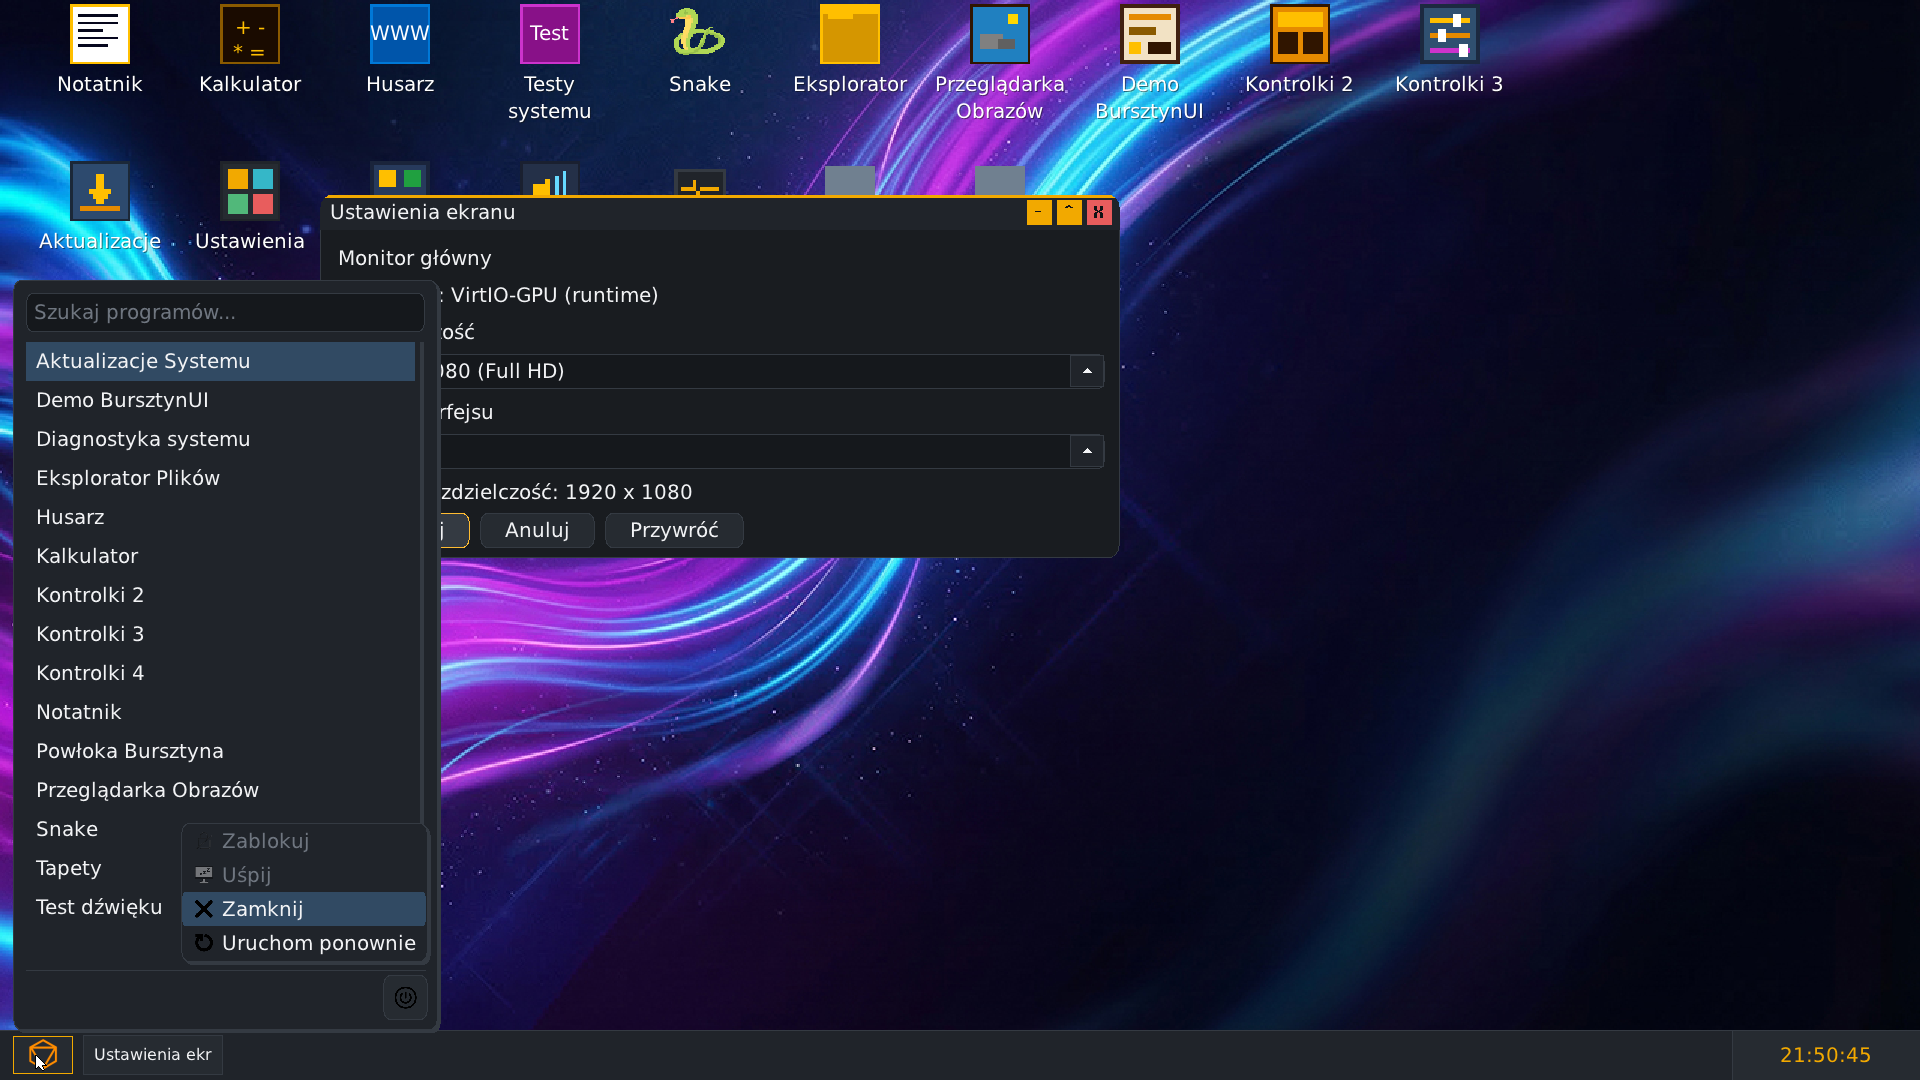 + -
* =
WWW
Test
Notatnik
Kalkulator
Husarz
Testy
systemu
Snake
Eksplorator
Przeglądarka
Obrazów
Demo
BursztynUI
Kontrolki 2
Kontrolki 3
Aktualizacje
Ustawienia
Ustawienia ekranu
- ^ X
Monitor główny
: VirtIO-GPU (runtime)
ość
080 (Full HD)
rfejsu
zdzielczość: 1920 x 1080
j
Anuluj
Przywróć
Szukaj programów...
Aktualizacje Systemu
Demo BursztynUI
Diagnostyka systemu
Eksplorator Plików
Husarz
Kalkulator
Kontrolki 2
Kontrolki 3
Kontrolki 4
Notatnik
Powłoka Bursztyna
Przeglądarka Obrazów
Snake
Tapety
Test dźwięku
Zablokuj
Uśpij
Zamknij
Uruchom ponownie
Ustawienia ekr
21:50:45